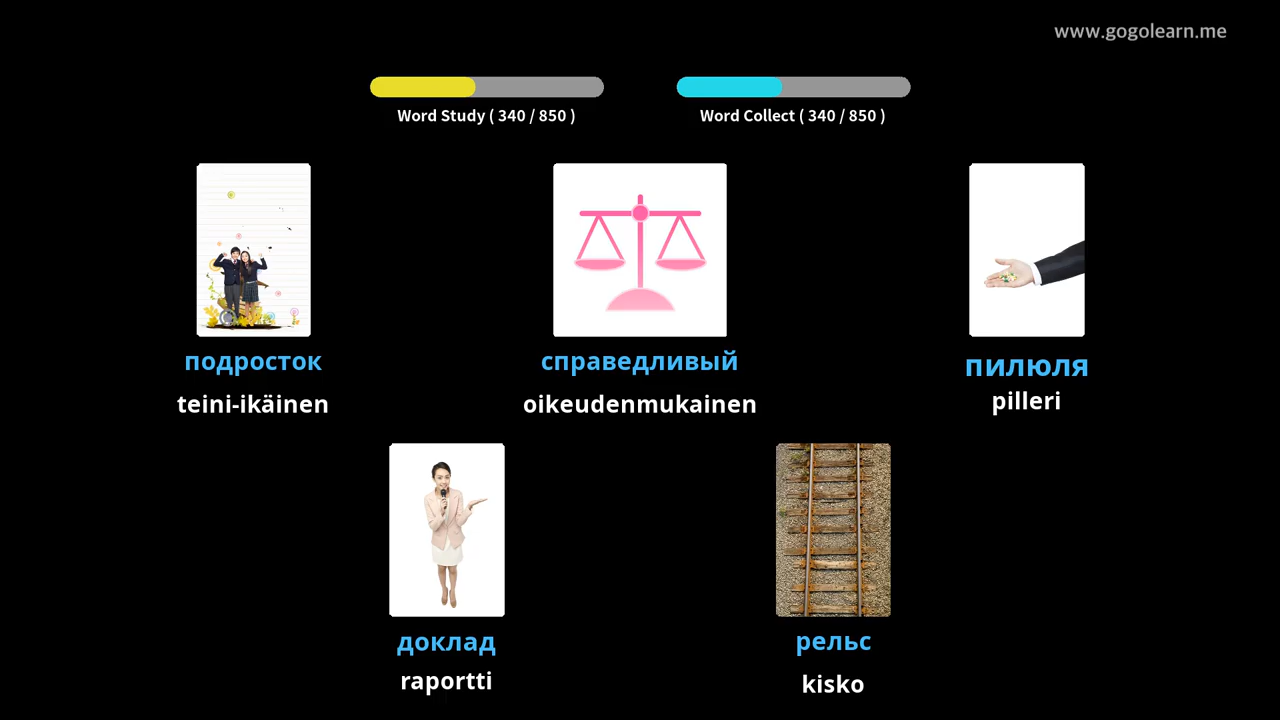 www.gogolearn.me
Word Study ( 340 / 850 )
Word Collect ( 340 / 850 )
подросток
teini-ikäinen
справедливый
oikeudenmukainen
пилюля
pilleri
доклад
raportti
рельс
kisko